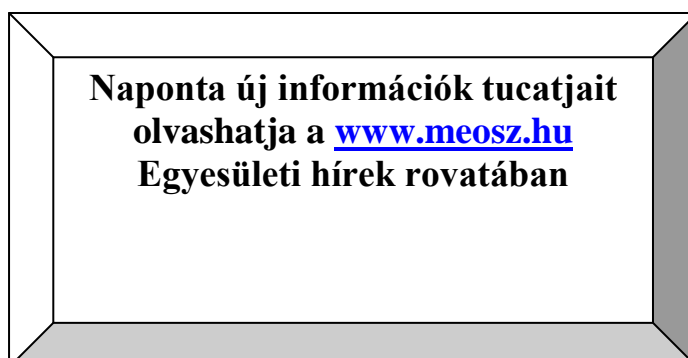 Naponta új információk tucatjait
olvashatja a www.meosz.hu
Egyesületi hírek rovatában